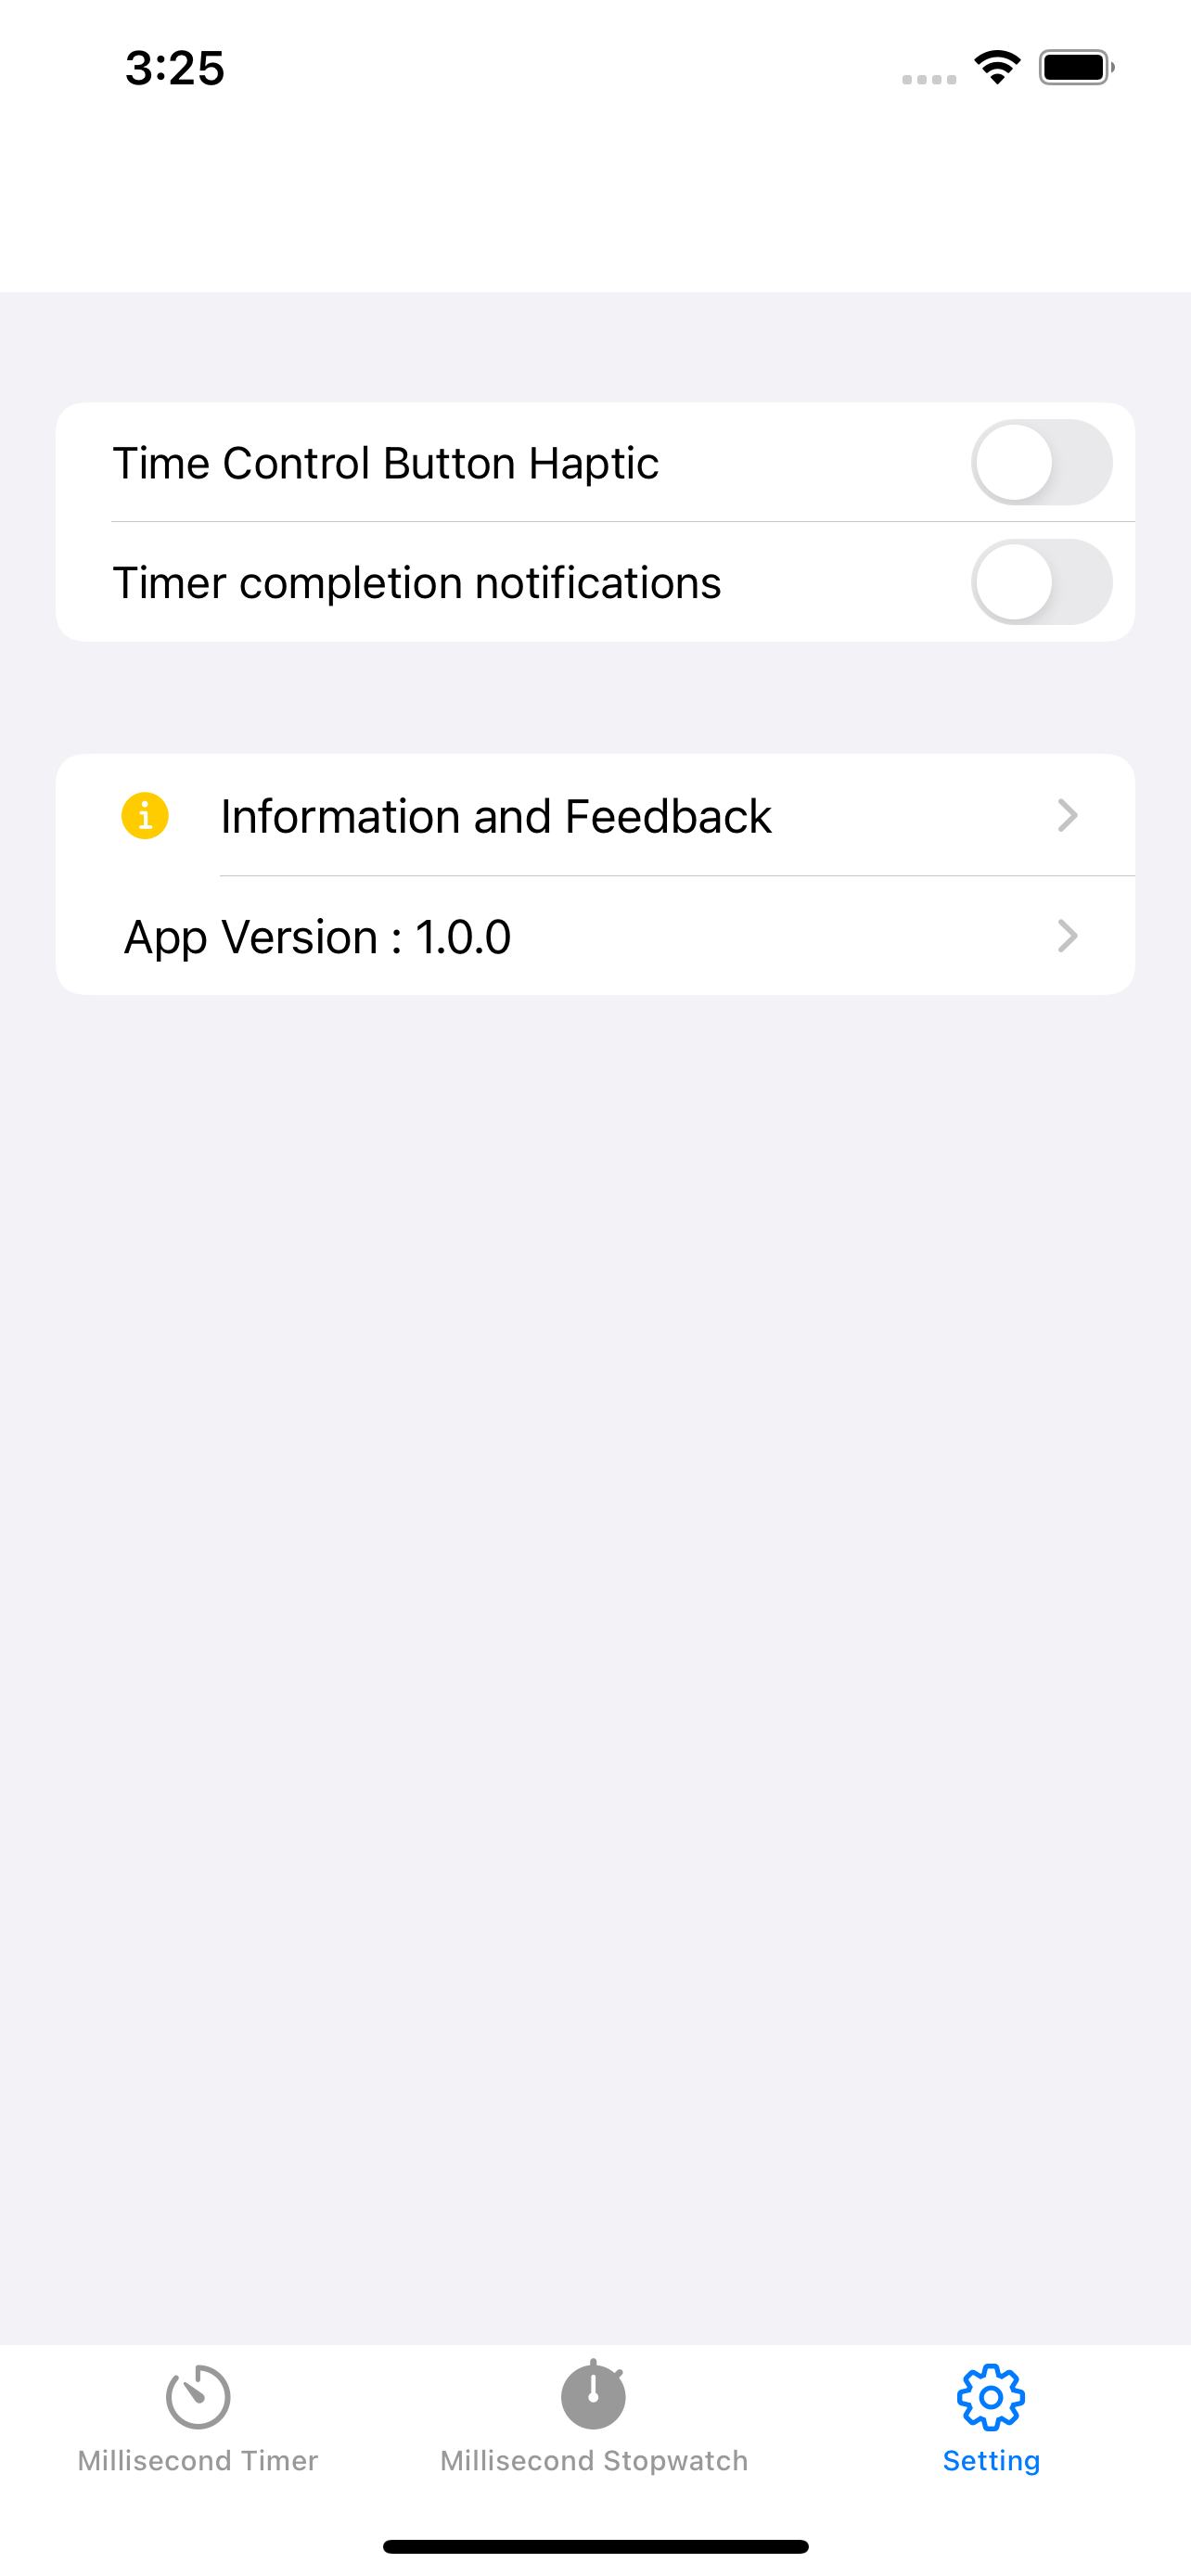 3:25
Time Control Button Haptic
Timer completion notifications
Information and Feedback
App Version : 1.0.0
Millisecond Timer
Millisecond Stopwatch
Setting